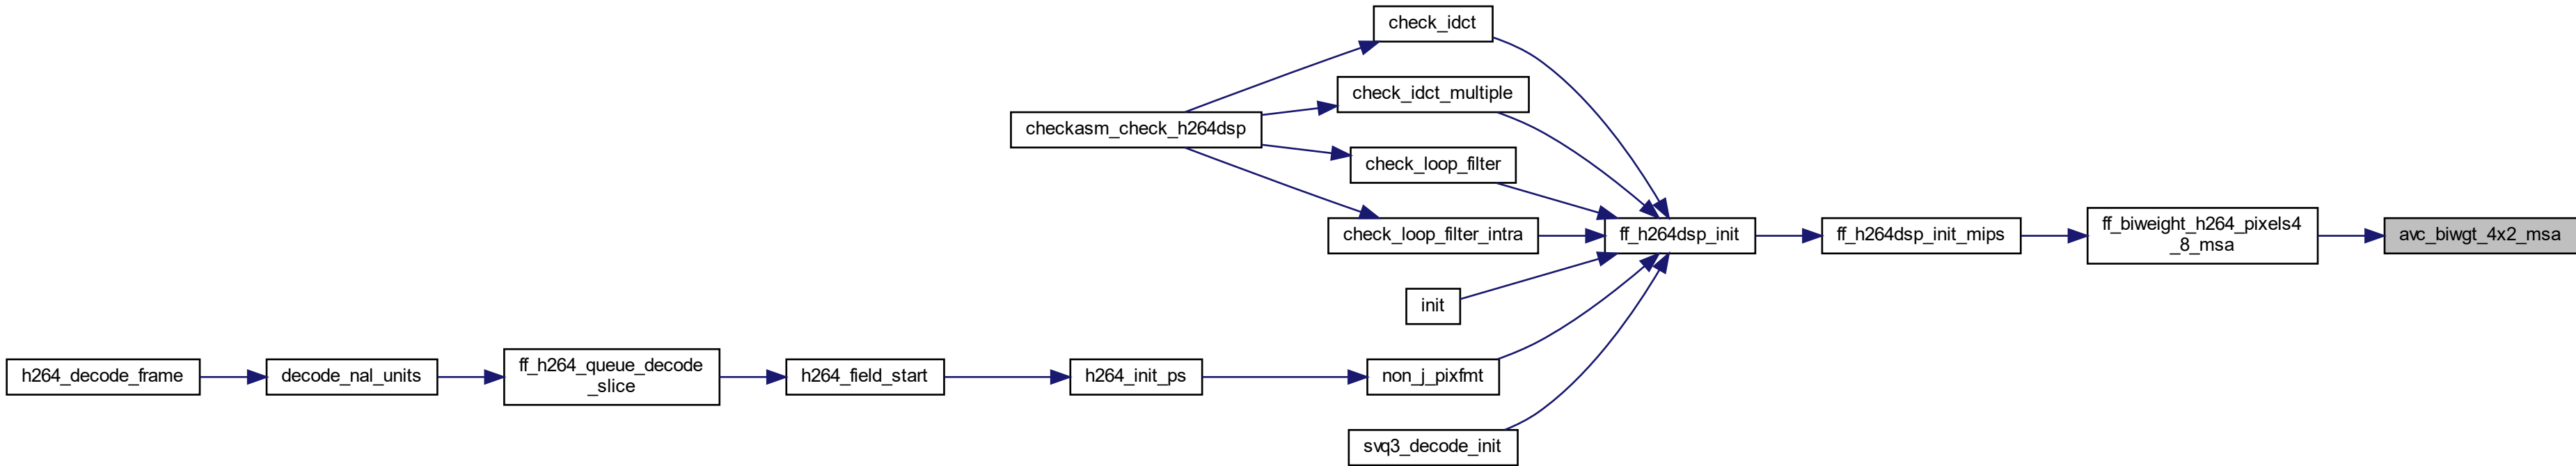 check_idct
check_idct_multiple
checkasm_check_h264dsp
check_loop_filter
check_loop_filter_intra
ff_h264dsp_init
ff_h264dsp_init_mips
ff_biweight_h264_pixels4
_8_msa
avc_biwgt_4x2_msa
init
h264_decode_frame
decode_nal_units
ff_h264_queue_decode
_slice
h264_field_start
h264_init_ps
non_j_pixfmt
svq3_decode_init